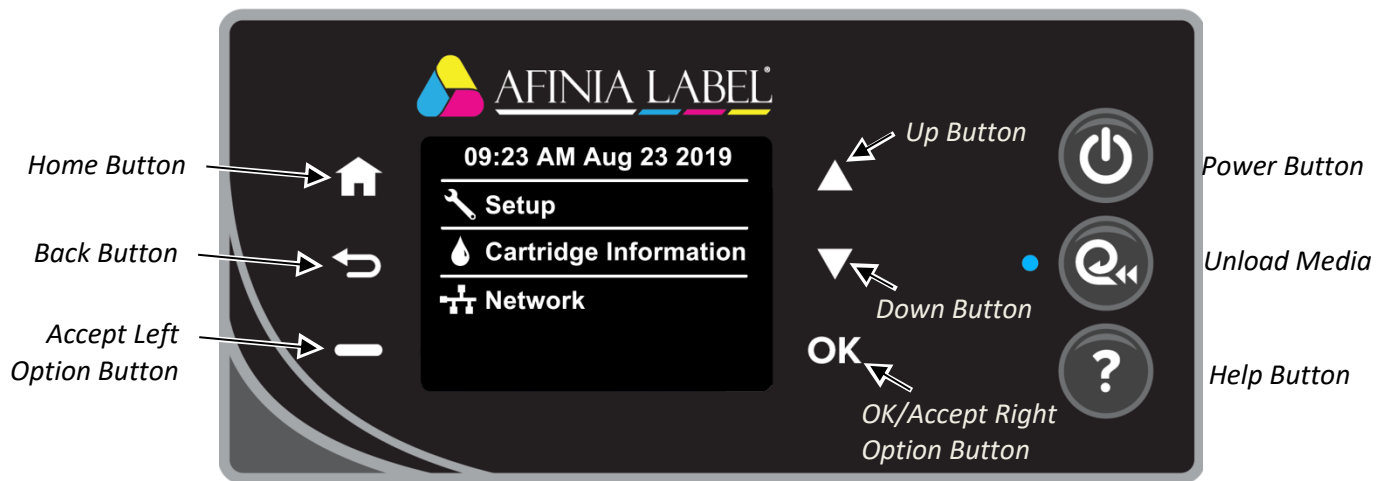 AFINIA LABEL®
Home Button
Back Button
Accept Left
Option Button
09:23 AM Aug 23 2019
Setup
Cartridge Information
Network
Up Button
Down Button
OK
OK/Accept Right
Option Button
Power Button
Unload Media
?
Help Button